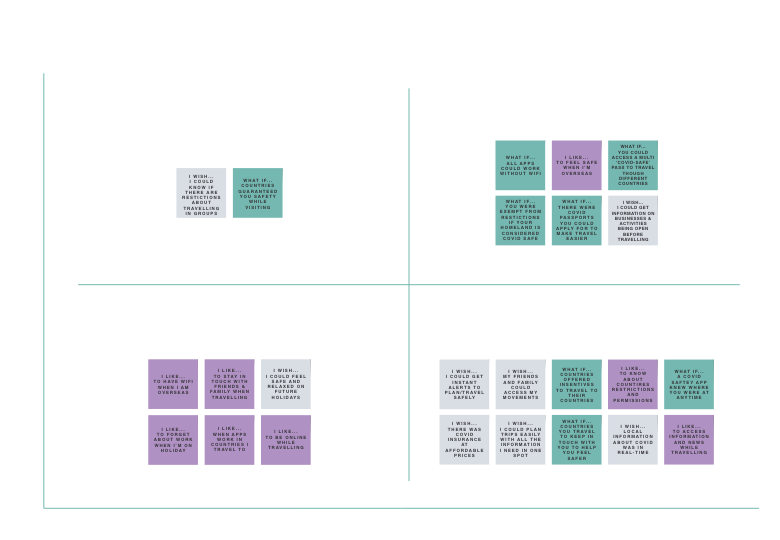 I WISH...
I COULD
KNOW IF
THERE ARE
RESTICTIONS
ABOUT
TRAVELLING
IN GROUPS
WHAT IF...
COUNTRIES
GUARANTEED
YOU SAFETY
WHILE
VISITING
WHAT IF...
ALL APPS
COULD WORK
WITHOUT WIFI
I LIKE...
TO FEEL SAFE
WHEN I'M
OVERSEAS
WHAT IF...
YOU COULD
ACCESS A MULTI
'COVID-SAFE'
PASS TO TRAVEL
THOUGH
DIFFERENT
COUNTRIES
WHAT IF...
YOU WERE
EXEMPT FROM
RESTICTIONS
IF YOUR
HOMELAND IS
CONSIDERED
COVID SAFE
WHAT IF...
THERE WERE
COVID
PASSPORTS
YOU COULD
APPLY FOR TO
MAKE TRAVEL
EASIER
I WISH...
I COULD GET
INFORMATION ON
BUSINESSES &
ACTIVITIES
BEING OPEN
BEFORE
TRAVELLING
I LIKE...
TO HAVE WIFI
WHEN I AM
OVERSEAS
I LIKE...
TO STAY IN
TOUCH WITH
FRIENDS &
FAMILY WHEN
TRAVELLING
I WISH...
I COULD FEEL
SAFE AND
RELAXED ON
FUTURE
HOLIDAYS
I LIKE...
TO FORGET
ABOUT WORK
WHEN I'M ON
HOLIDAY
I LIKE...
WHEN APPS
WORK IN
COUNTRIES I
TRAVEL TO
I LIKE...
TO BE ONLINE
WHILE
TRAVELLING
I WISH...
I COULD GET
INSTANT
ALERTS TO
PLAN/TRAVEL
SAFELY
I WISH...
MY FRIENDS
AND FAMILY
COULD
ACCESS MY
MOVEMENTS
WHAT IF...
COUNTRIES
OFFERED
INSENTIVES
TO TRAVEL TO
THEIR
COUNTRIES
I LIKE...
TO KNOW
ABOUT
COUNTIRES
RESTRICTIONS
AND
PERMISSIONS
WHAT IF...
A COVID
SAFTEY APP
KNEW WHERE
YOU WERE AT
ANYTIME
I WISH...
THERE WAS
COVID
INSURANCE
AT
AFFORDABLE
PRICES
I WISH...
I COULD PLAN
TRIPS EASILY
WITH ALL THE
INFORMATION
I NEED IN ONE
SPOT
WHAT IF...
COUNTRIES
YOU TRAVEL
TO KEEP IN
TOUCH WITH
YOU TO HELP
YOU FEEL
SAFER
I WISH...
LOCAL
INFORMATION
ABOUT COVID
WAS IN
REAL-TIME
I LIKE...
TO ACCESS
INFORMATION
AND NEWS
WHILE
TRAVELLING